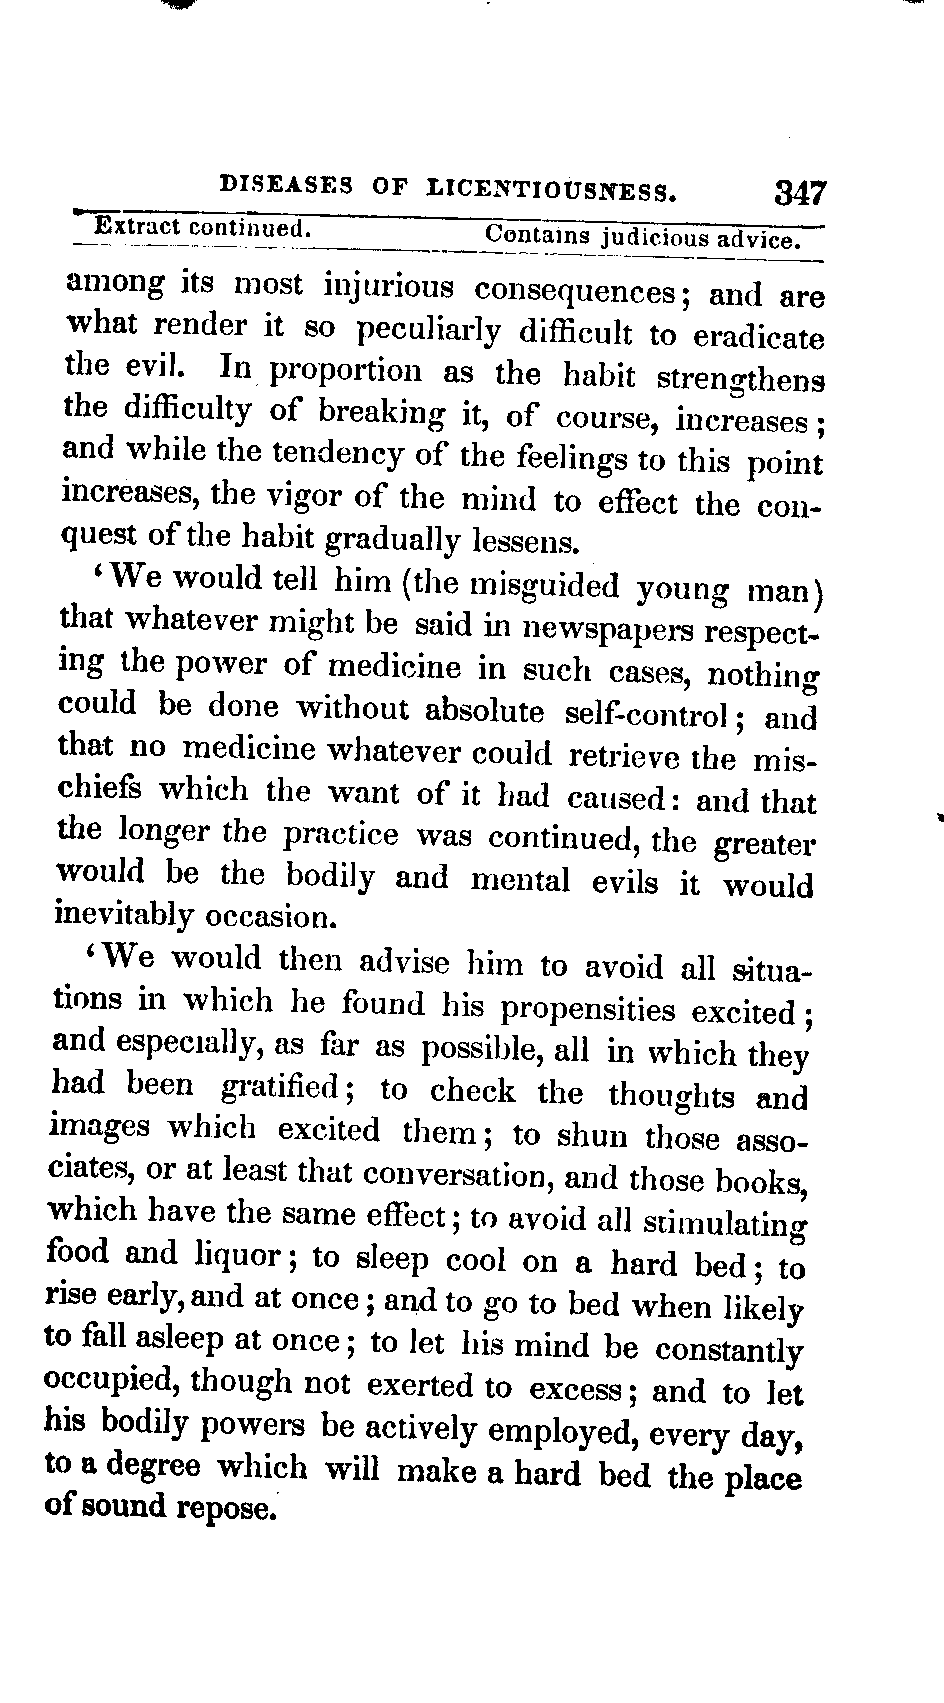 DISEASES OF LICENTIOUSNESS. 347
Extract continued. Contains judicious advice.
among its most injurious consequences; and are
what render it so peculiarly difficult to eradicate
the evil. In proportion as the habit strengthens
the difficulty of breaking it, of course, increases;
and while the tendency of the feelings to this point
increases, the vigor of the mind to effect the con-
quest of the habit gradually lessens.
‘We would tell him (the misguided young man)
that whatever might be said in newspapers respect-
ing the power of medicine in such cases, nothing
could be done without absolute self-control; and
that no medicine whatever could retrieve the mis-
chiefs which the want of it had caused: and that
the longer the practice was continued, the greater
would be the bodily and mental evils it would
inevitably occasion.
‘We would then advise him to avoid all situa-
tions in which he found his propensities excited;
and especially, as far as possible, all in which they
had been gratified; to check the thoughts and
images which excited them; to shun those asso-
ciates, or at least that conversation, and those books,
which have the same effect; to avoid all stimulating
food and liquor; to sleep cool on a hard bed; to
rise early, and at once; and to go to bed when likely
to fall asleep at once; to let his mind be constantly
occupied, though not exerted to excess; and to let
his bodily powers be actively employed, every day,
to a degree which will make a hard bed the place
of sound repose.